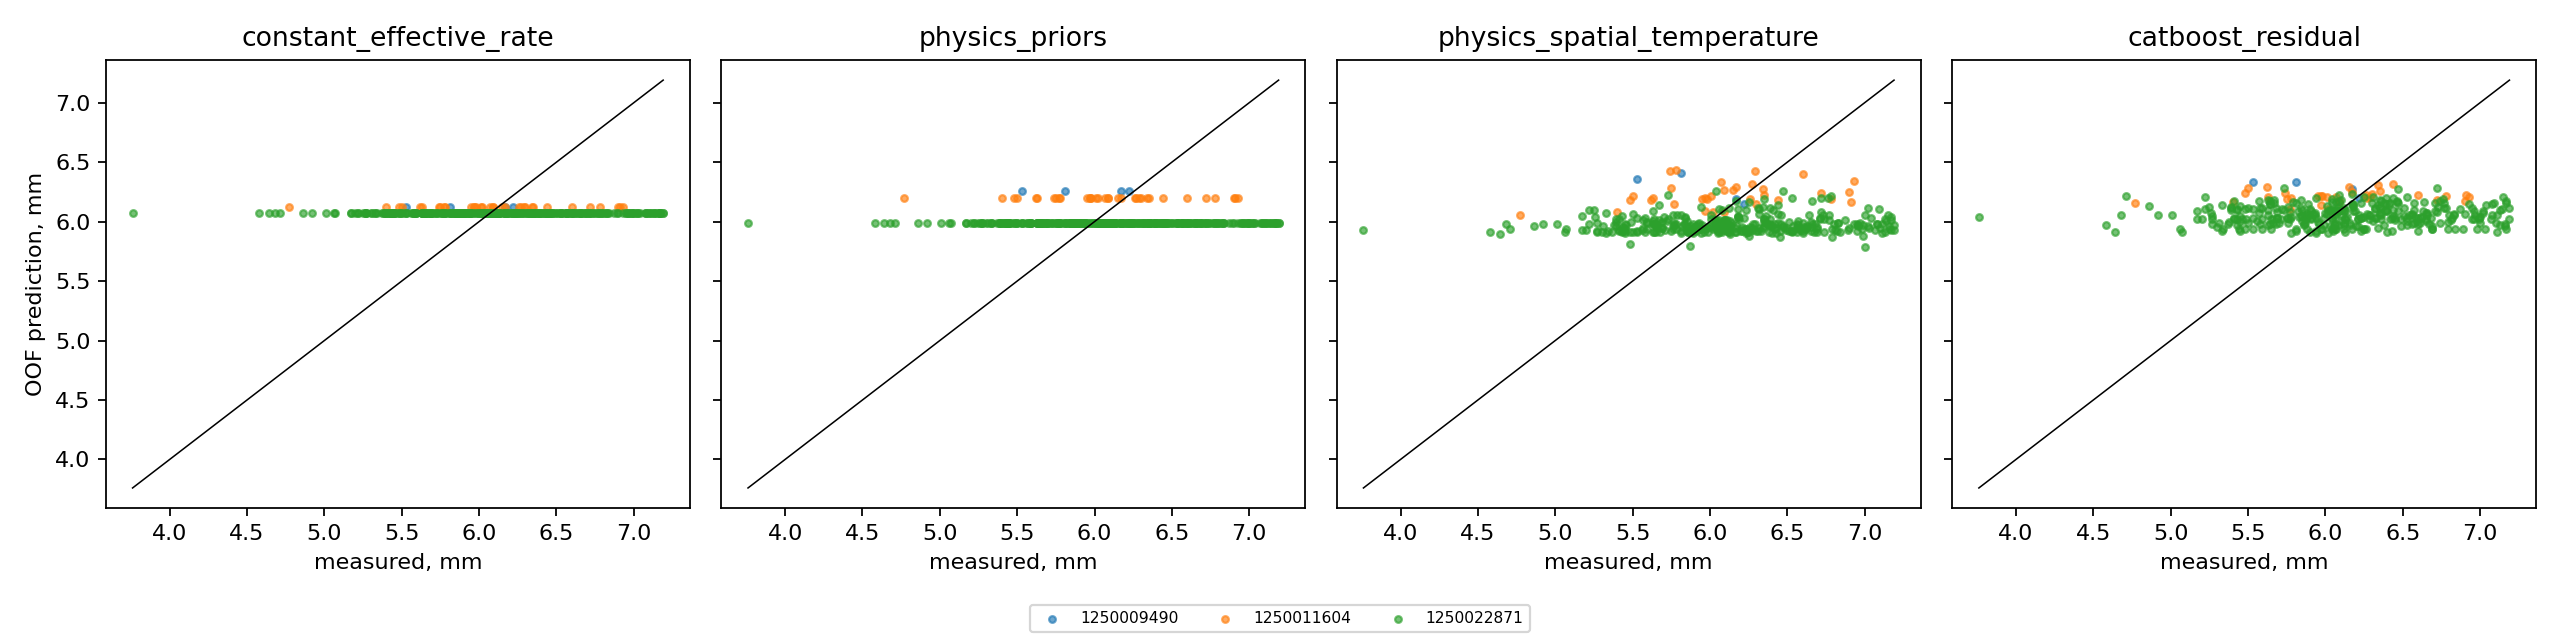 constant_effective_rate
physics_priors
physics_spatial_temperature
catboost_residual
OOF prediction, mm
7.0
6.5
6.0
5.5
5.0
4.5
4.0
4.0 4.5 5.0 5.5 6.0 6.5 7.0
4.0 4.5 5.0 5.5 6.0 6.5 7.0
4.0 4.5 5.0 5.5 6.0 6.5 7.0
4.0 4.5 5.0 5.5 6.0 6.5 7.0
measured, mm
measured, mm
measured, mm
measured, mm
1250009490 1250011604 1250022871